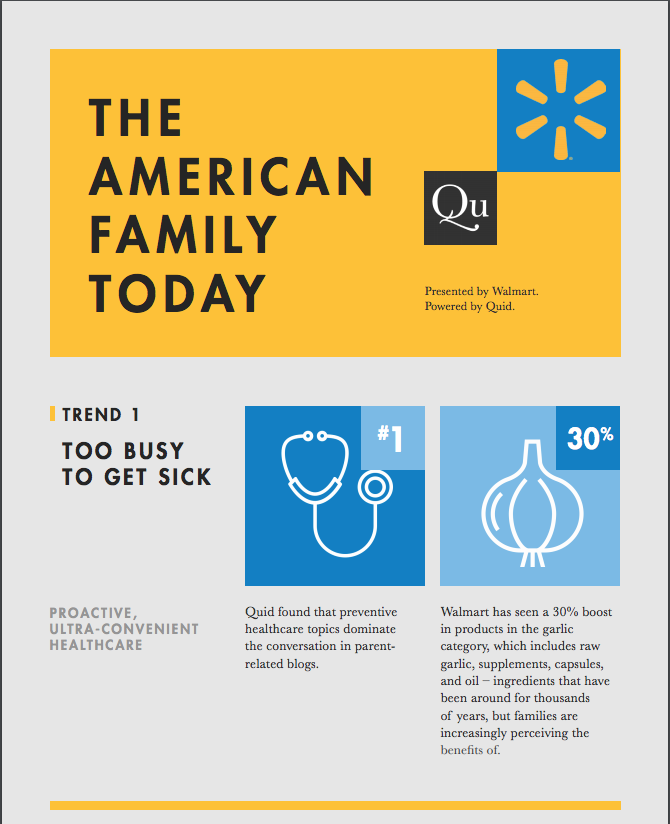 THE
AMERICAN
FAMILY
TODAY
Qu
Presented by Walmart.
Powered by Quid.
TREND 1
TOO BUSY
TO GET SICK
#1
30%
PROACTIVE,
ULTRA-CONVENIENT
HEALTHCARE
Quid found that preventive
healthcare topics dominate
the conversation in parent-
related blogs.
Walmart has seen a 30% boost
in products in the garlic
category, which includes raw
garlic, supplements, capsules,
and oil – ingredients that have
been around for thousands
of years, but families are
increasingly perceiving the
benefits of.